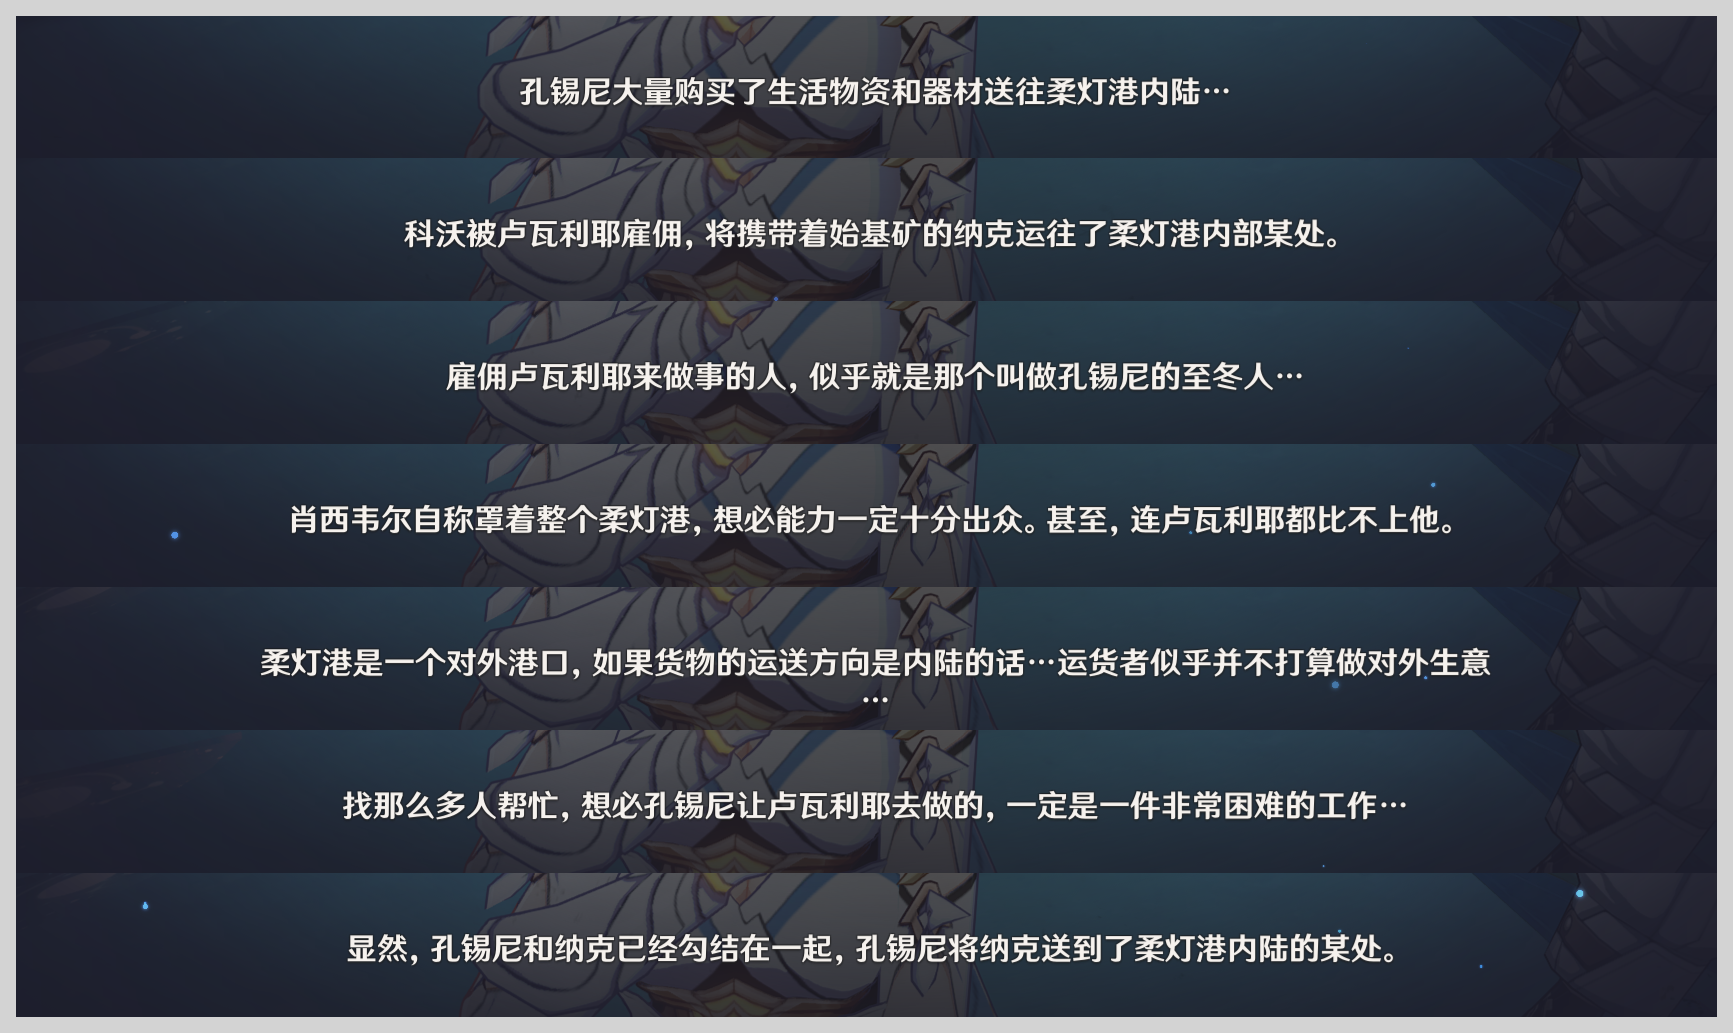 孔锡尼大量购买了生活物资和器材送往柔灯港内陆…
科沃被卢瓦利耶雇佣，将携带着始基矿的纳克运往了柔灯港内部某处。
雇佣卢瓦利耶来做事的人，似乎就是那个叫做孔锡尼的至冬人…
肖西韦尔自称罩着整个柔灯港，想必能力一定十分出众。甚至，连卢瓦利耶都比不上他。
柔灯港是一个对外港口，如果货物的运送方向是内陆的话…运货者似乎并不打算做对外生意
…
找那么多人帮忙，想必孔锡尼让卢瓦利耶去做的，一定是一件非常困难的工作…
显然，孔锡尼和纳克已经勾结在一起，孔锡尼将纳克送到了柔灯港内陆的某处。